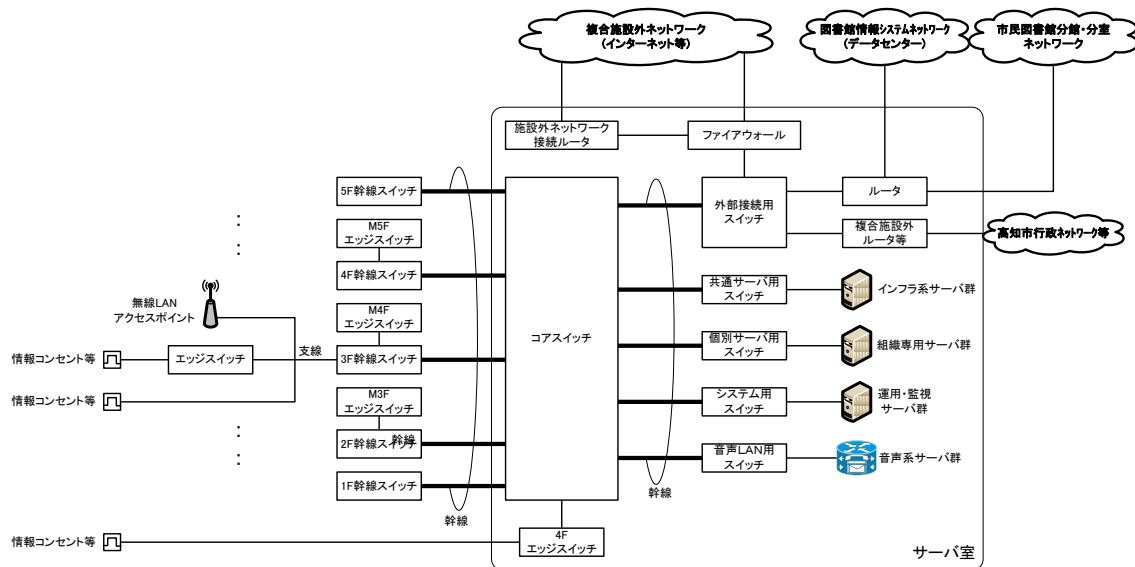 複合施設外ネットワーク
(インターネット等)
図書館情報システムネットワーク
(データセンター)
市民図書館分館・分室
ネットワーク
施設外ネットワーク
接続ルータ
ファイアウォール
5F幹線スイッチ
M5F
エッジスイッチ
4F幹線スイッチ
M4F
エッジスイッチ
3F幹線スイッチ
M3F
エッジスイッチ
幹線
2F幹線スイッチ
1F幹線スイッチ
幹線
コアスイッチ
外部接続用
スイッチ
ルータ
複合施設外
ルータ等
高知市行政ネットワーク等
共通サーバ用
スイッチ
インフラ系サーバ群
個別サーバ用
スイッチ
組織専用サーバ群
システム用
スイッチ
運用・監視
サーバ群
音声LAN用
スイッチ
音声系サーバ群
幹線
：
：
無線LAN
アクセスポイント
支線
情報コンセント等
エッジスイッチ
情報コンセント等
：
：
情報コンセント等
4F
エッジスイッチ
サーバ室